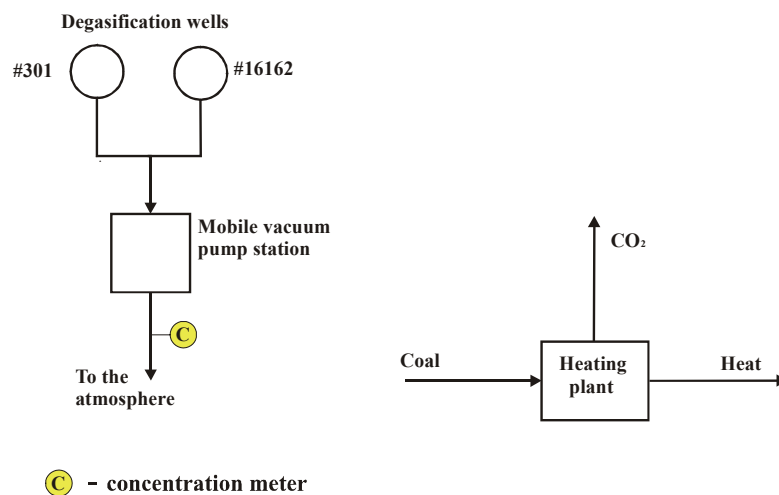 Degasification wells
#301
#16162
Mobile vacuum
pump station
C
To the
atmosphere
CO₂
Coal
Heating
plant
Heat
C - concentration meter